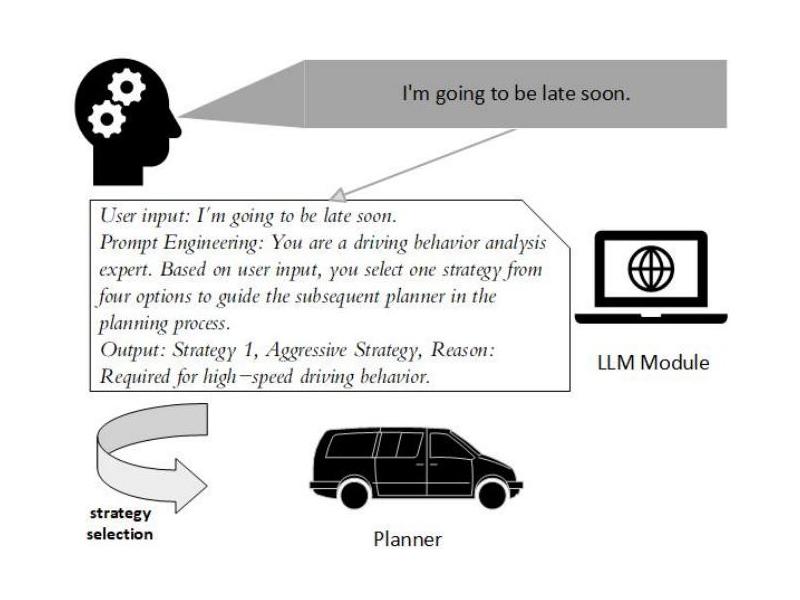 I'm going to be late soon.
User input: I'm going to be late soon.
Prompt Engineering: You are a driving behavior analysis
expert. Based on user input, you select one strategy from
four options to guide the subsequent planner in the
planning process.
Output: Strategy 1, Aggressive Strategy, Reason:
Required for high−speed driving behavior.
LLM Module
strategy
selection
Planner